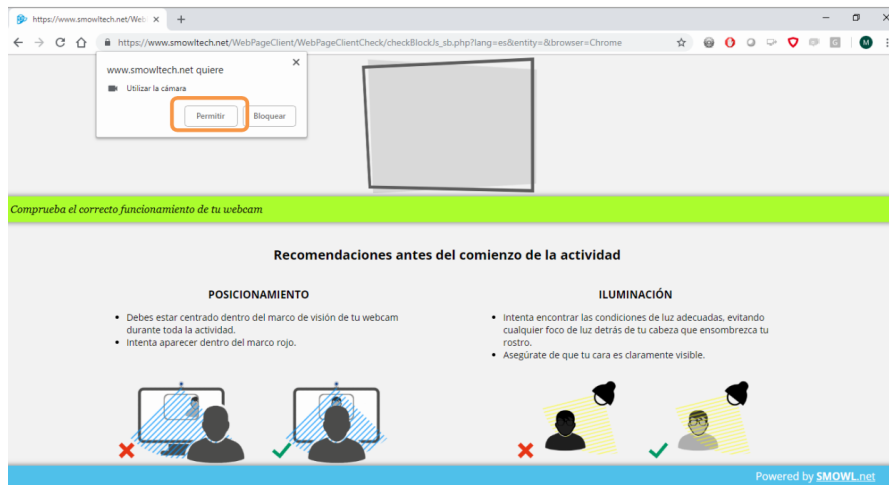 https://www.smowltech.net/Web
https://www.smowltech.net/WebPageClient/WebPageClientCheck/checkBlockJs_sb.php?lang=es&entity=&browser=Chrome
M
www.smowltech.net quiere
Utilizar la cámara
Permitir
Bloquear
Comprueba el correcto funcionamiento de tu webcam
Recomendaciones antes del comienzo de la actividad
POSICIONAMIENTO
Debes estar centrado dentro del marco de visión de tu webcam
durante toda la actividad.
Intenta aparecer dentro del marco rojo.
ILUMINACIÓN
Intenta encontrar las condiciones de luz adecuadas, evitando
cualquier foco de luz detrás de tu cabeza que ensombrezca tu
rostro.
Asegúrate de que tu cara es claramente visible.
Powered by SMOWL.net